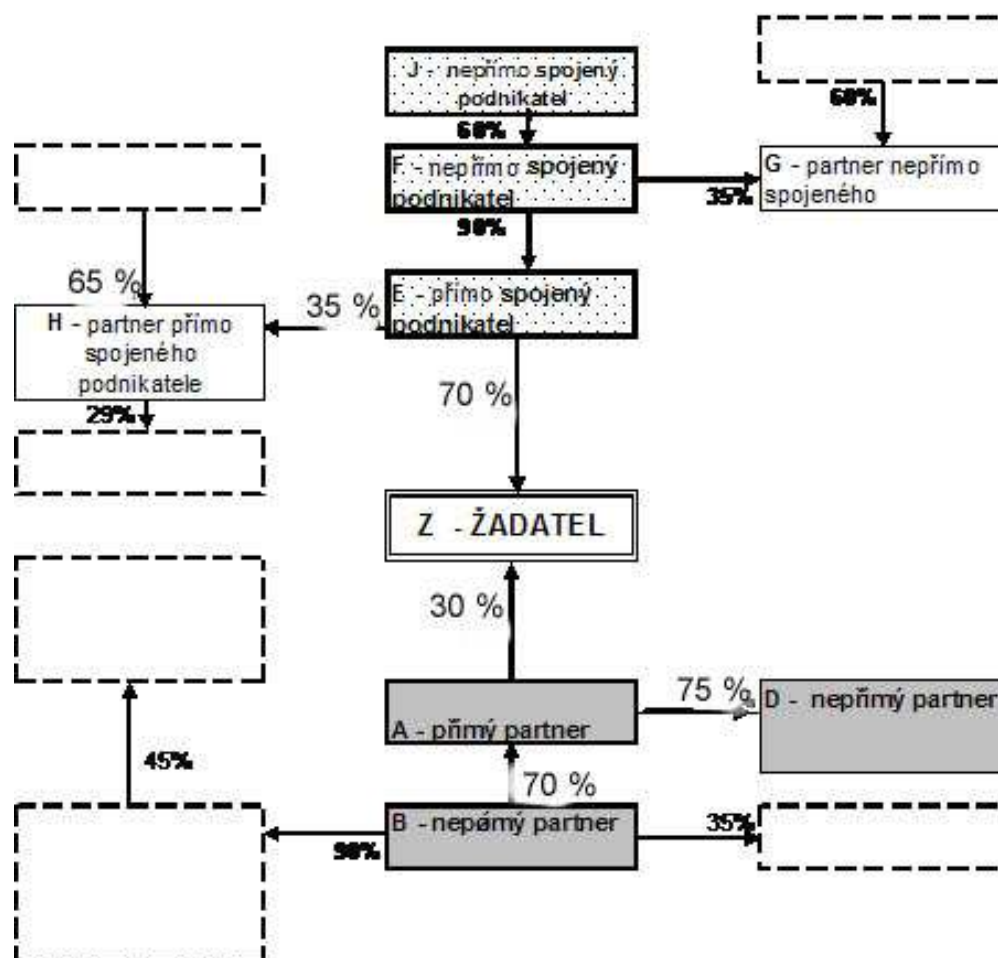 J - nepřímo spojený
podnikatel
60%
60%
F - nepřímo spojený
podnikatel
G - partner nepřímo
spojeného
35%
90%
65 %
35 %
E - přímo spojený
podnikatel
H - partner přímo
spojeného
podnikatele
29%
70 %
Z - ŽADATEL
30 %
75 %
A - přímý partner
D - nepřímý partner
45%
70 %
B - nepřímý partner
35%
90%